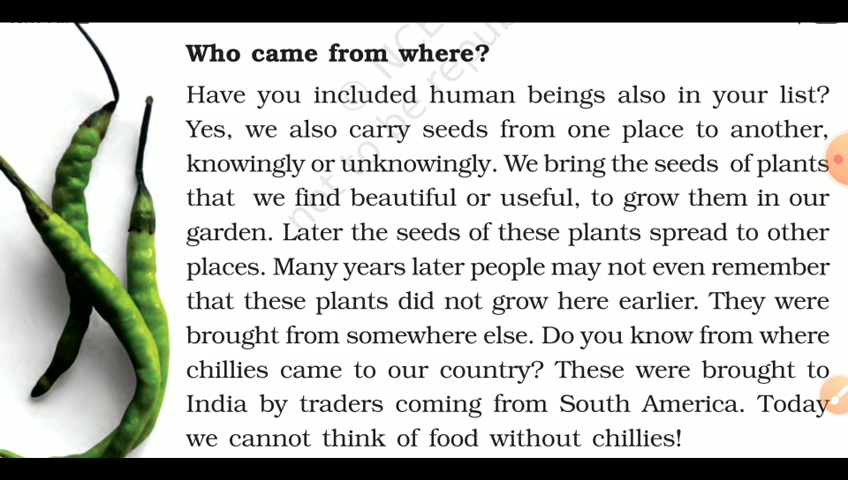 Who came from where?
Have you included human beings also in your list?
Yes, we also carry seeds from one place to another,
knowingly or unknowingly. We bring the seeds of plants
that we find beautiful or useful, to grow them in our
garden. Later the seeds of these plants spread to other
places. Many years later people may not even remember
that these plants did not grow here earlier. They were
brought from somewhere else. Do you know from where
chillies came to our country? These were brought to
India by traders coming from South America. Today
we cannot think of food without chillies!
not to be republ